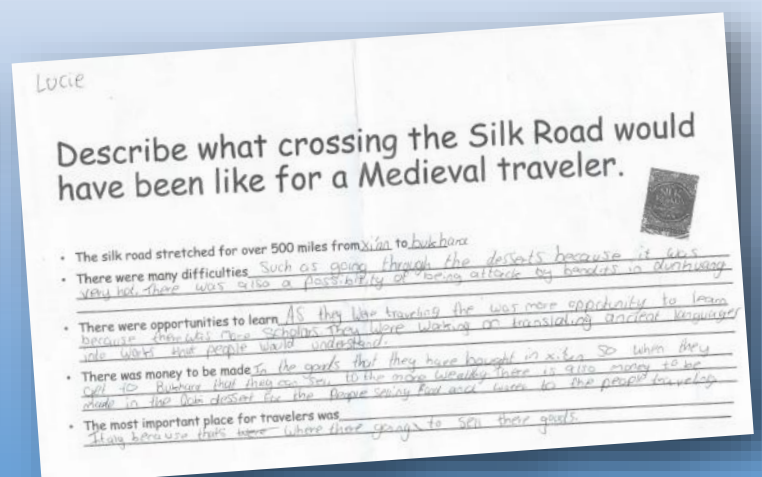 Lucie
Describe what crossing the Silk Road would
have been like for a Medieval traveler.
• The silk road stretched for over 500 miles from xi'an to bukhara
• There were many difficulties Such as going through the desserts because it was
very hot. There was also a possibility of being attack by bandits in dunhuang
• There were opportunities to learn AS they Were traveling the was more opportunity to learn
because there was more Scholars They Were working on translating ancient languages
into works that people would understand.
• There was money to be made In the goods that they have bought in xi'an So when they
get to Bukhara that they can sell to the more wealthy There is also money to be
made in the Gobi dessert for the People selling Food and water to the people traveling
• The most important place for travelers was
Italy because thats where there going to sell there goods.